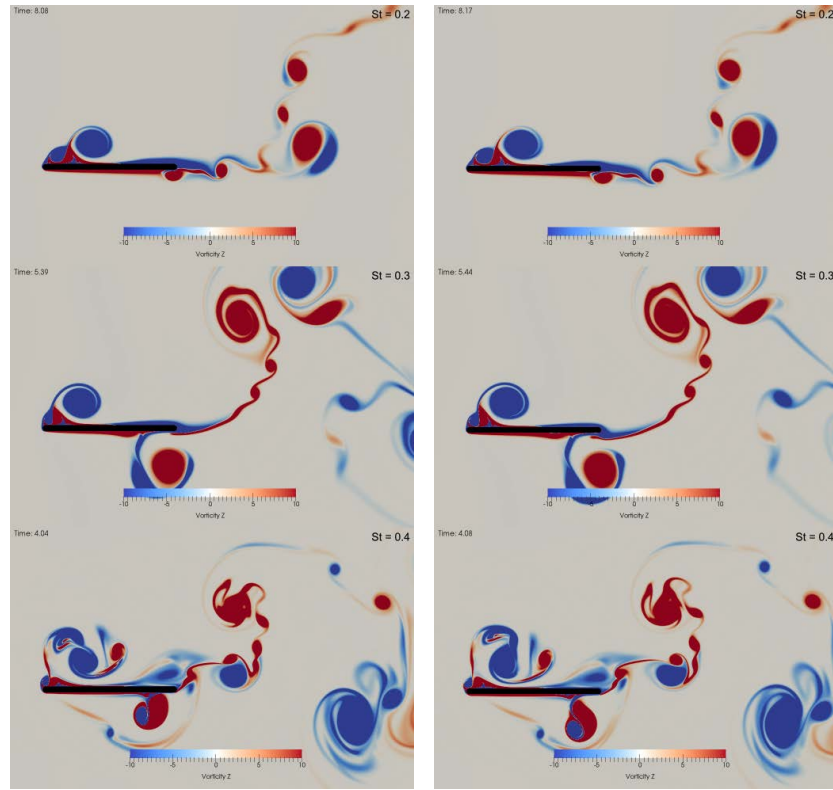 Time: 8.08
St = 0.2
-10 -5 0 5 10
Vorticity Z
Time: 8.17
St = 0.2
-10 -5 0 5 10
Vorticity Z
Time: 5.39
St = 0.3
-10 -5 0 5 10
Vorticity Z
Time: 5.44
St = 0.3
-10 -5 0 5 10
Vorticity Z
Time: 4.04
St = 0.4
-10 -5 0 5 10
Vorticity Z
Time: 4.08
St = 0.4
-10 -5 0 5 10
Vorticity Z